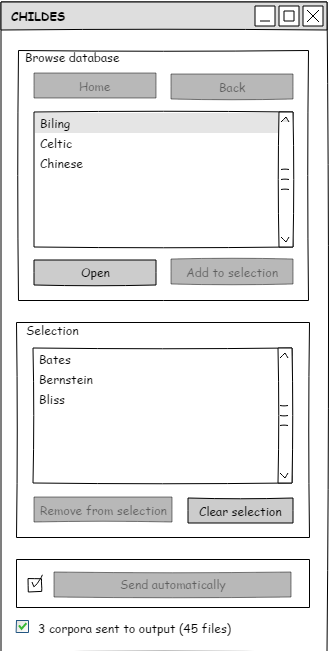 CHILDES
Browse database
Home
Back
Biling
Celtic
Chinese
Open
Add to selection
Selection
Bates
Bernstein
Bliss
Remove from selection
Clear selection
Send automatically
3 corpora sent to output (45 files)